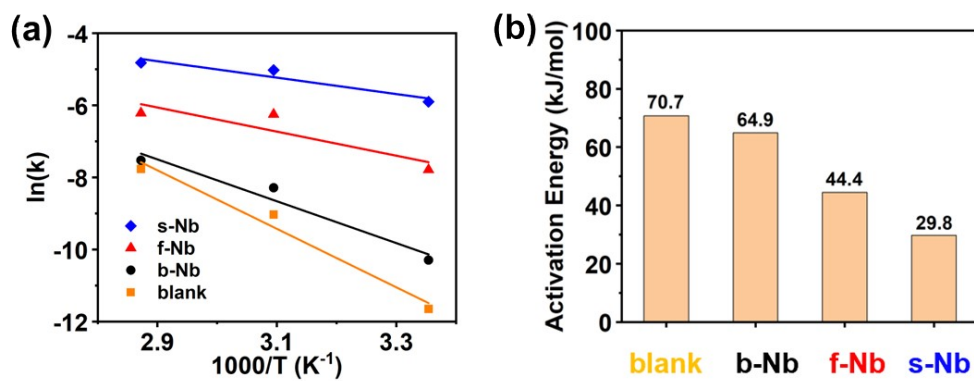 (a)
-4
-6
-8
-10
-12
ln(k)
s-Nb
f-Nb
b-Nb
blank
2.9
3.1
3.3
1000/T (K⁻¹)
(b)
100
80
60
40
20
0
Activation Energy (kJ/mol)
70.7
64.9
44.4
29.8
blank
b-Nb
f-Nb
s-Nb